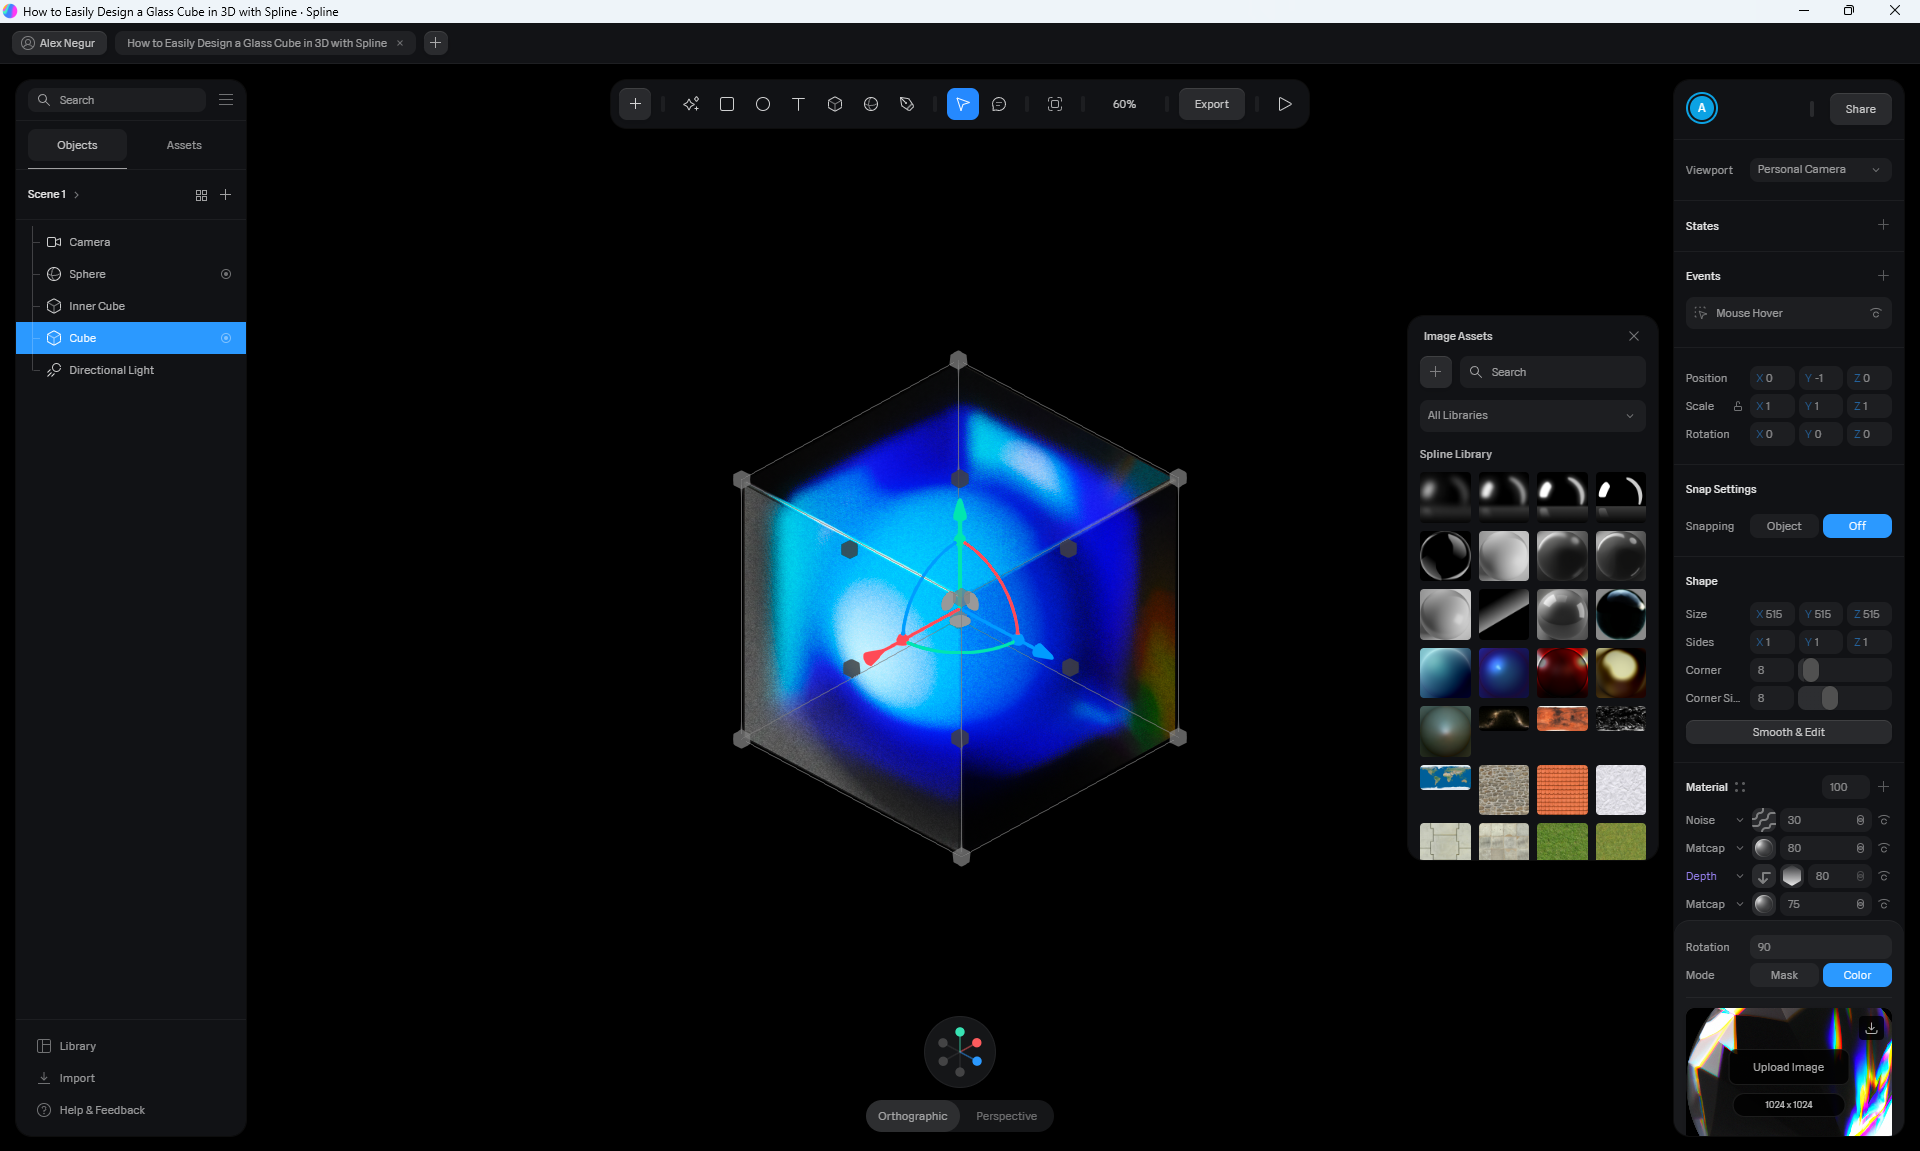 How to Easily Design a Glass Cube in 3D with Spline · Spline
Alex Negur
How to Easily Design a Glass Cube in 3D with Spline
Search
Objects
Assets
Scene 1
Camera
Sphere
Inner Cube
Cube
Directional Light
Library
Import
Help & Feedback
60%
Export
Orthographic
Perspective
Image Assets
Search
All Libraries
Spline Library
A
Share
Viewport
Personal Camera
States
Events
Mouse Hover
Position X 0 Y -1 Z 0
Scale X 1 Y 1 Z 1
Rotation X 0 Y 0 Z 0
Snap Settings
Snapping Object Off
Shape
Size X 515 Y 515 Z 515
Sides X 1 Y 1 Z 1
Corner 8
Corner Si... 8
Smooth & Edit
Material 100
Noise 30
Matcap 80
Depth 80
Matcap 75
Rotation 90
Mode Mask Color
Upload Image
1024 x 1024